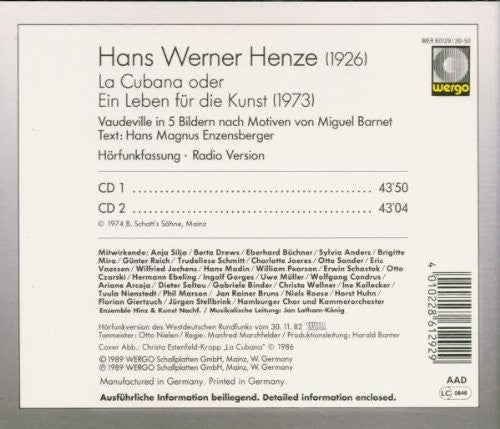 WER 60129/30-50
wergo
Hans Werner Henze (1926)
La Cubana oder
Ein Leben für die Kunst (1973)
Vaudeville in 5 Bildern nach Motiven von Miguel Barnet
Text: Hans Magnus Enzensberger
Hörfunkfassung · Radio Version
CD 1 ........................................ 43'50
CD 2 ........................................ 43'04
© 1974 B. Schott's Söhne, Mainz
Mitwirkende: Anja Silja / Berta Drews / Eberhard Büchner / Sylvia Anders / Brigitte
Mira / Günter Reich / Trudeliese Schmitt / Charlotte Joeres / Otto Sander / Eric
Vaessen / Wilfried Jochens / Hans Madin / William Pearson / Erwin Schastok / Otto
Czarski / Hermann Ebeling / Ingalf Gorges / Uwe Müller / Wolfgang Condrus /
Ariane Arcoja / Dieter Saftau / Gabriele Binder / Christa Wellner / Ine Kollecker /
Tuula Nienstedt / Phil Marsen / Jan Rainer Bruns / Niels Roese / Horst Huhn /
Florian Giertzuch / Jürgen Stellbrink / Hamburger Chor und Kammerorchester
Ensemble Hinz & Kunst Nachf. / Musikalische Leitung: Jan Latham-König
Hörfunkversion des Westdeutschen Rundfunks vom 30. 11. 82
Tonmeister: Otto Nielen / Regie: Manfred Marchfelder / Produktionsleitung: Harald Banter
Cover Abb.: Christa Estenfeld-Kropp „La Cubana" © 1986
© 1989 WERGO Schallplatten GmbH, Mainz, W. Germany
℗ 1989 WERGO Schallplatten GmbH, Mainz, W. Germany
Manufactured in Germany. Printed in Germany.
Ausführliche Information beiliegend. Detailed information enclosed.
4 010228 612929
AAD
LC 0846